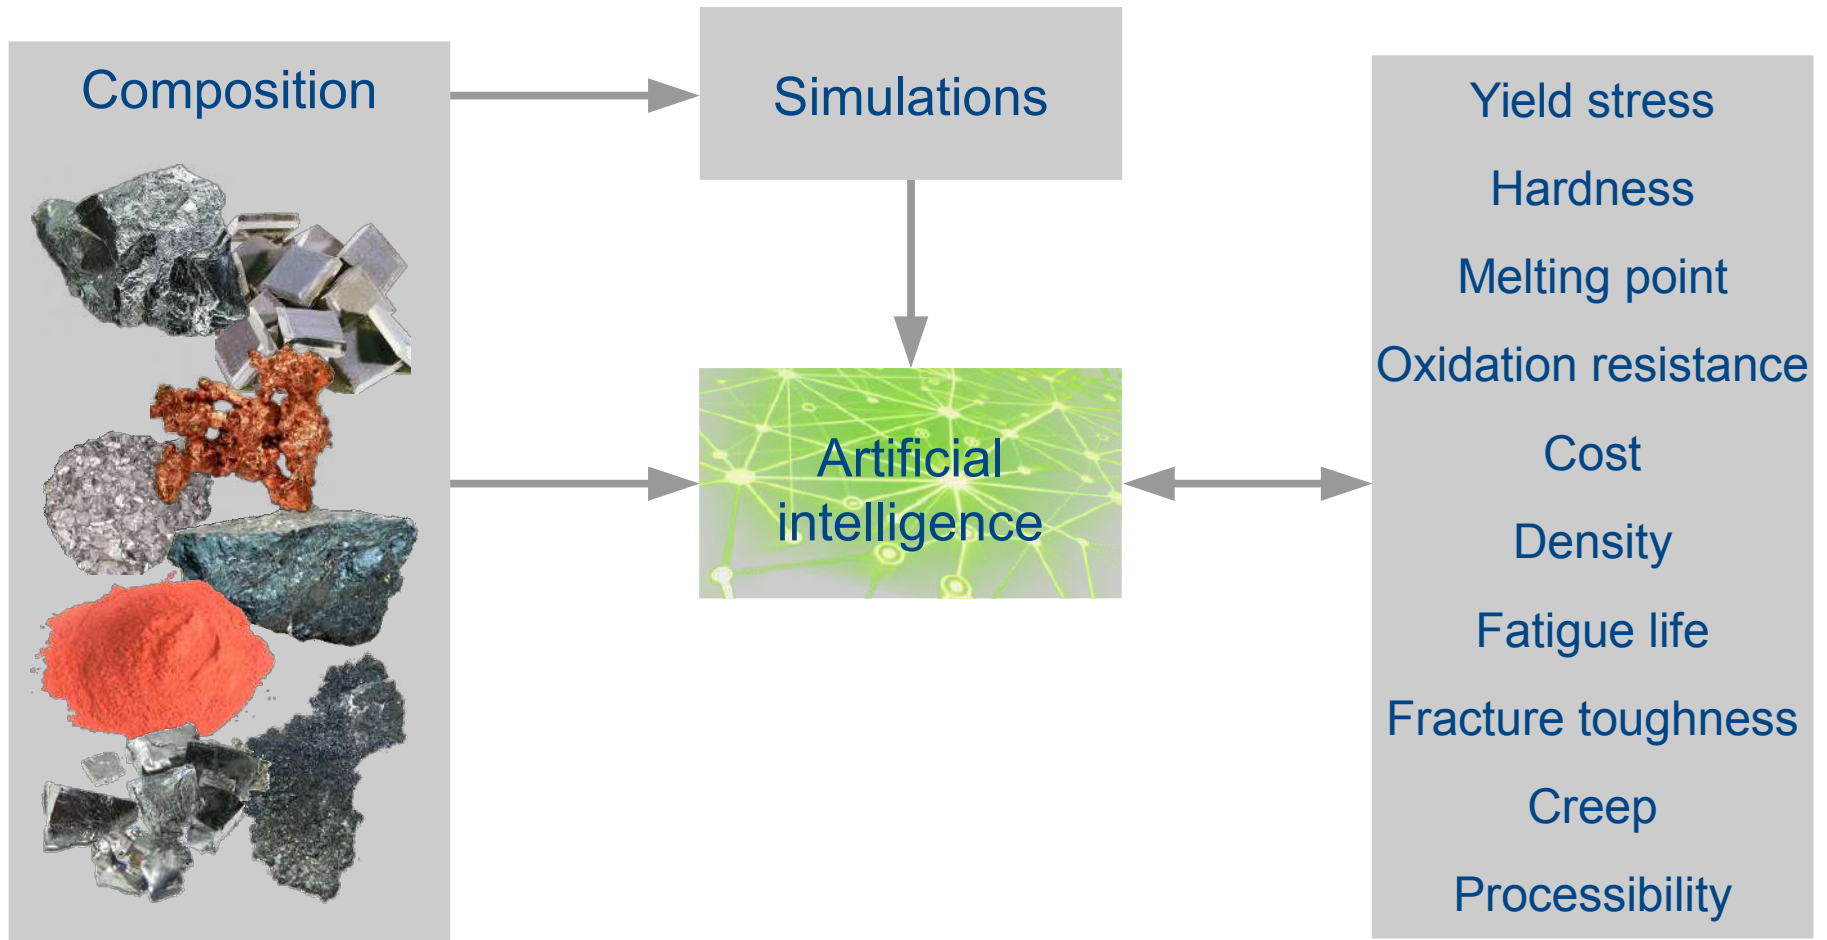 Composition
Simulations
Artificial
intelligence
Yield stress
Hardness
Melting point
Oxidation resistance
Cost
Density
Fatigue life
Fracture toughness
Creep
Processibility